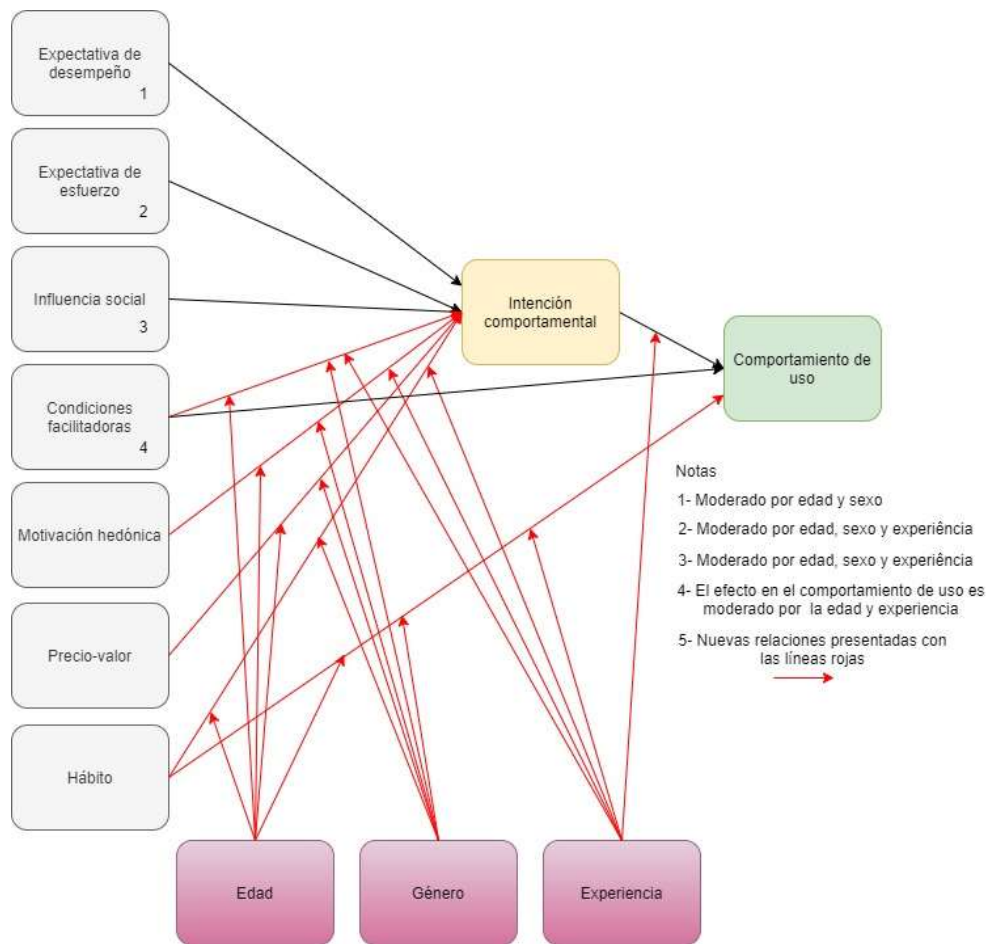 Expectativa de
desempeño
1
Expectativa de
esfuerzo
2
Influencia social
3
Condiciones
facilitadoras
4
Motivación hedónica
Precio-valor
Hábito
Intención
comportamental
Comportamiento de
uso
Notas
1- Moderado por edad y sexo
2- Moderado por edad, sexo y experiência
3- Moderado por edad, sexo y experiência
4- El efecto en el comportamiento de uso es
moderado por la edad y experiencia
5- Nuevas relaciones presentadas con
las líneas rojas
Edad
Género
Experiencia